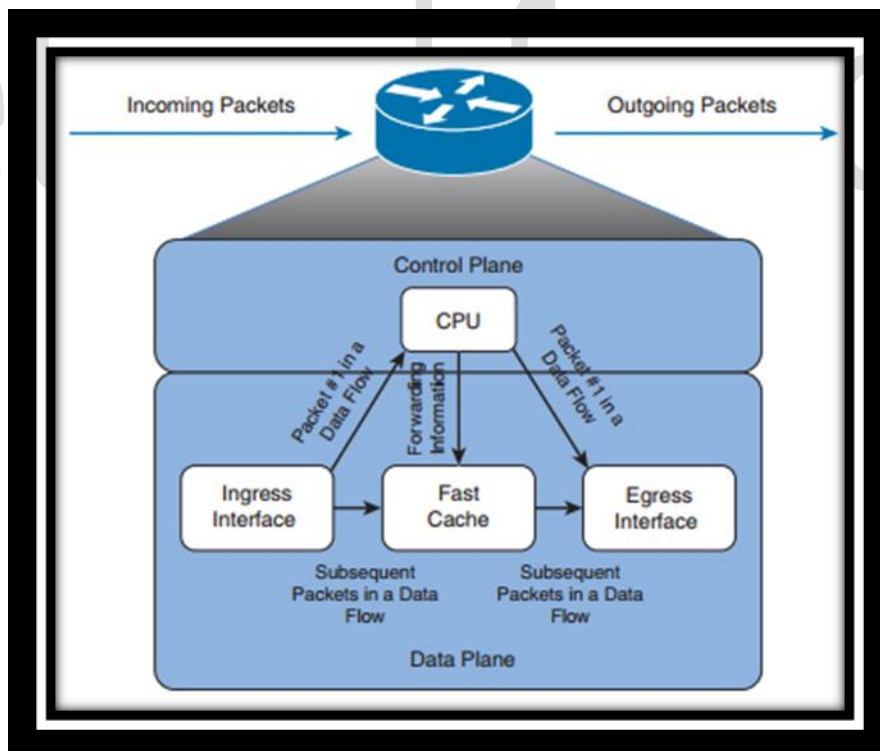 Incoming Packets
Outgoing Packets
Control Plane
CPU
Packet #1 in a
Data Flow
Forwarding
Information
Packet #1 in a
Data Flow
Ingress
Interface
Fast
Cache
Egress
Interface
Subsequent
Packets in a Data
Flow
Subsequent
Packets in a Data
Flow
Data Plane